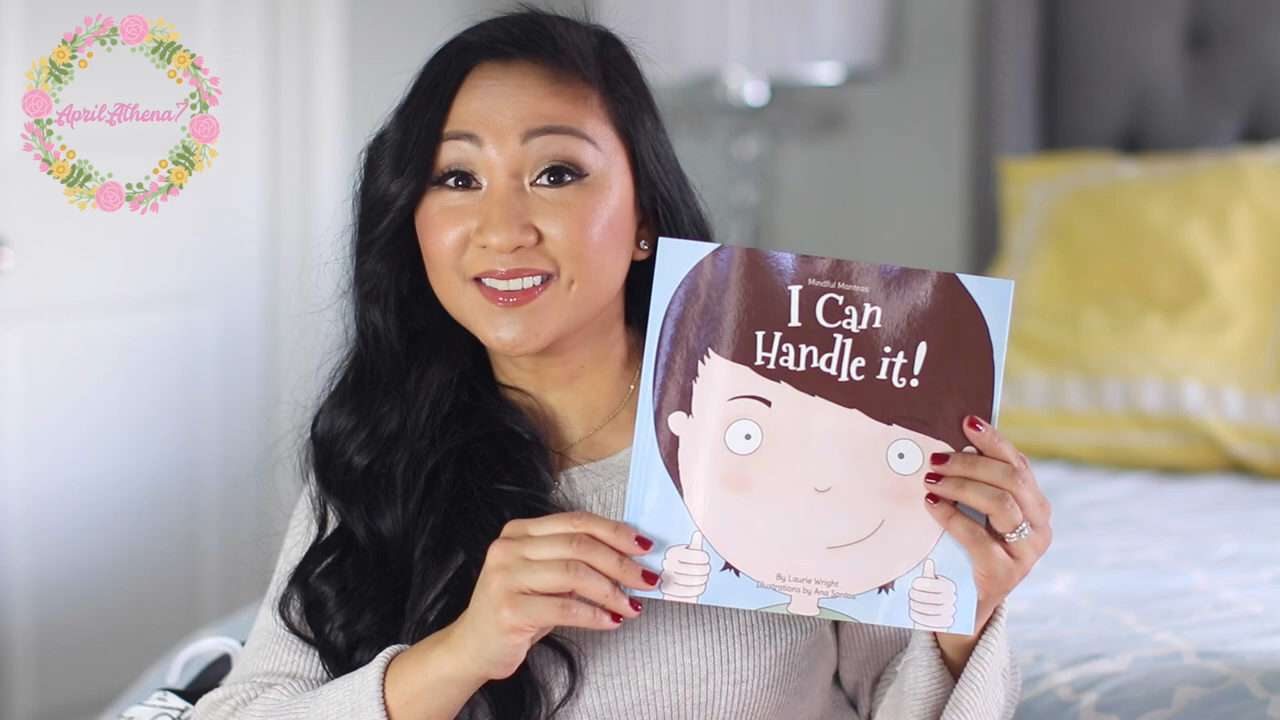 AprilAthena7
Mindful Mantras:
I Can
Handle it!
By Laurie Wright
Illustrations by Ana Santos